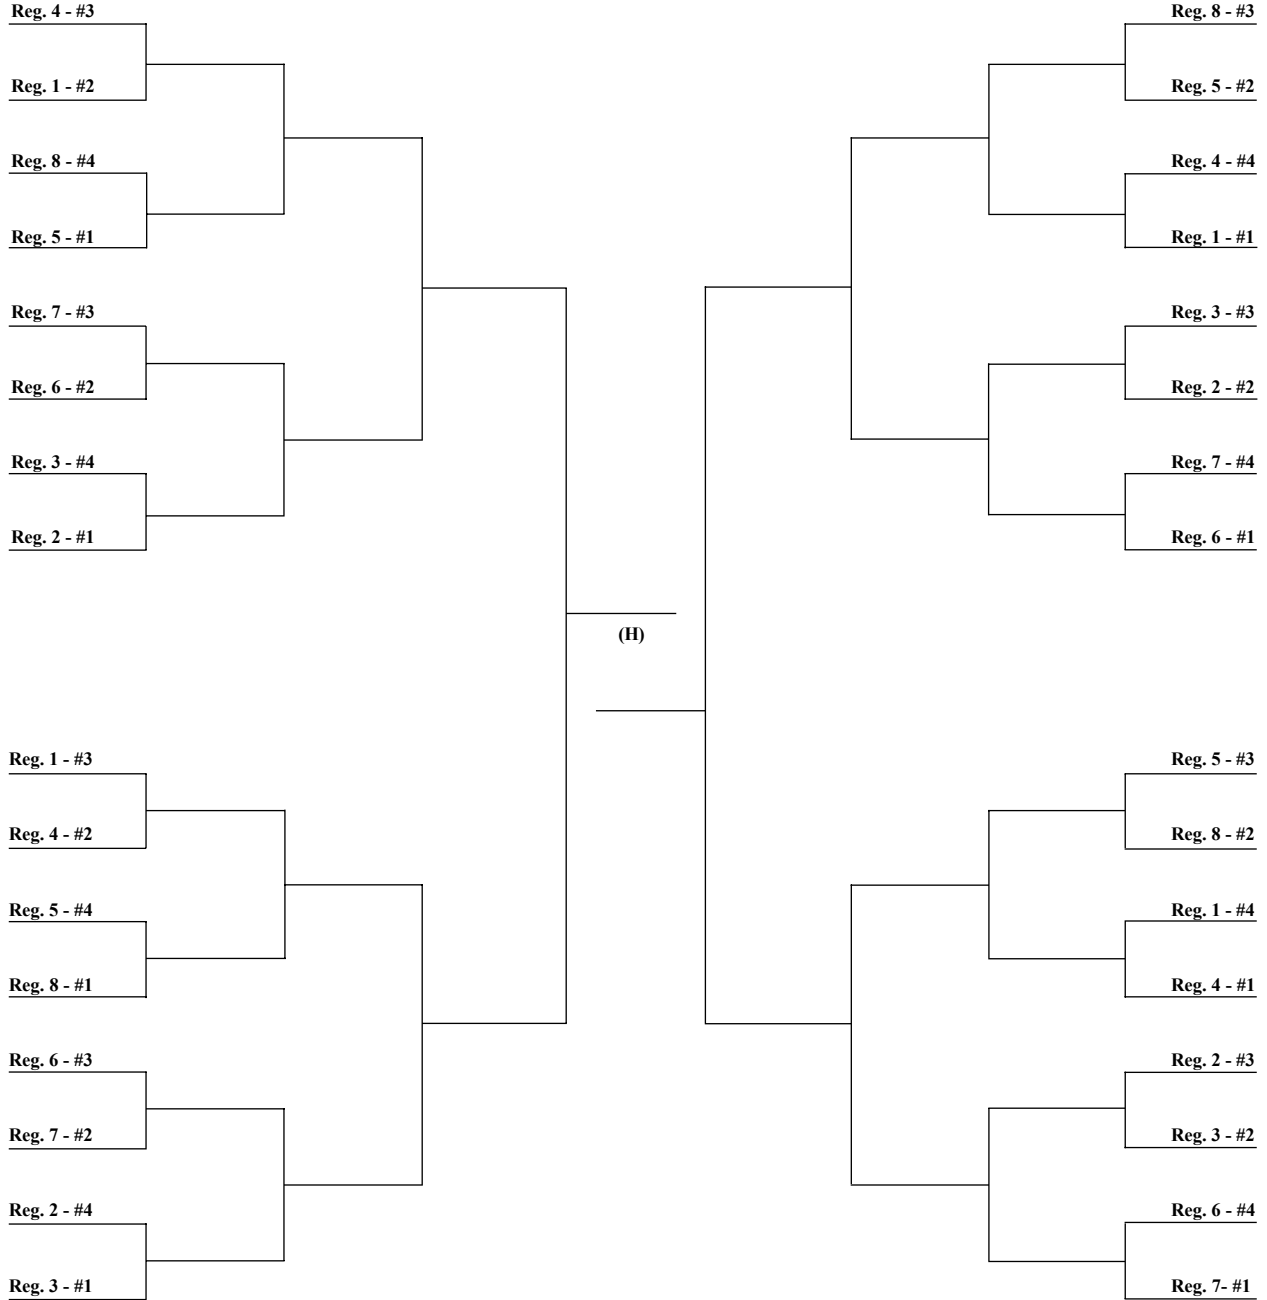 Reg. 4 - #3
Reg. 1 - #2
Reg. 8 - #4
Reg. 5 - #1
Reg. 7 - #3
Reg. 6 - #2
Reg. 3 - #4
Reg. 2 - #1
Reg. 1 - #3
Reg. 4 - #2
Reg. 5 - #4
Reg. 8 - #1
Reg. 6 - #3
Reg. 7 - #2
Reg. 2 - #4
Reg. 3 - #1
(H)
Reg. 8 - #3
Reg. 5 - #2
Reg. 4 - #4
Reg. 1 - #1
Reg. 3 - #3
Reg. 2 - #2
Reg. 7 - #4
Reg. 6 - #1
Reg. 5 - #3
Reg. 8 - #2
Reg. 1 - #4
Reg. 4 - #1
Reg. 2 - #3
Reg. 3 - #2
Reg. 6 - #4
Reg. 7- #1